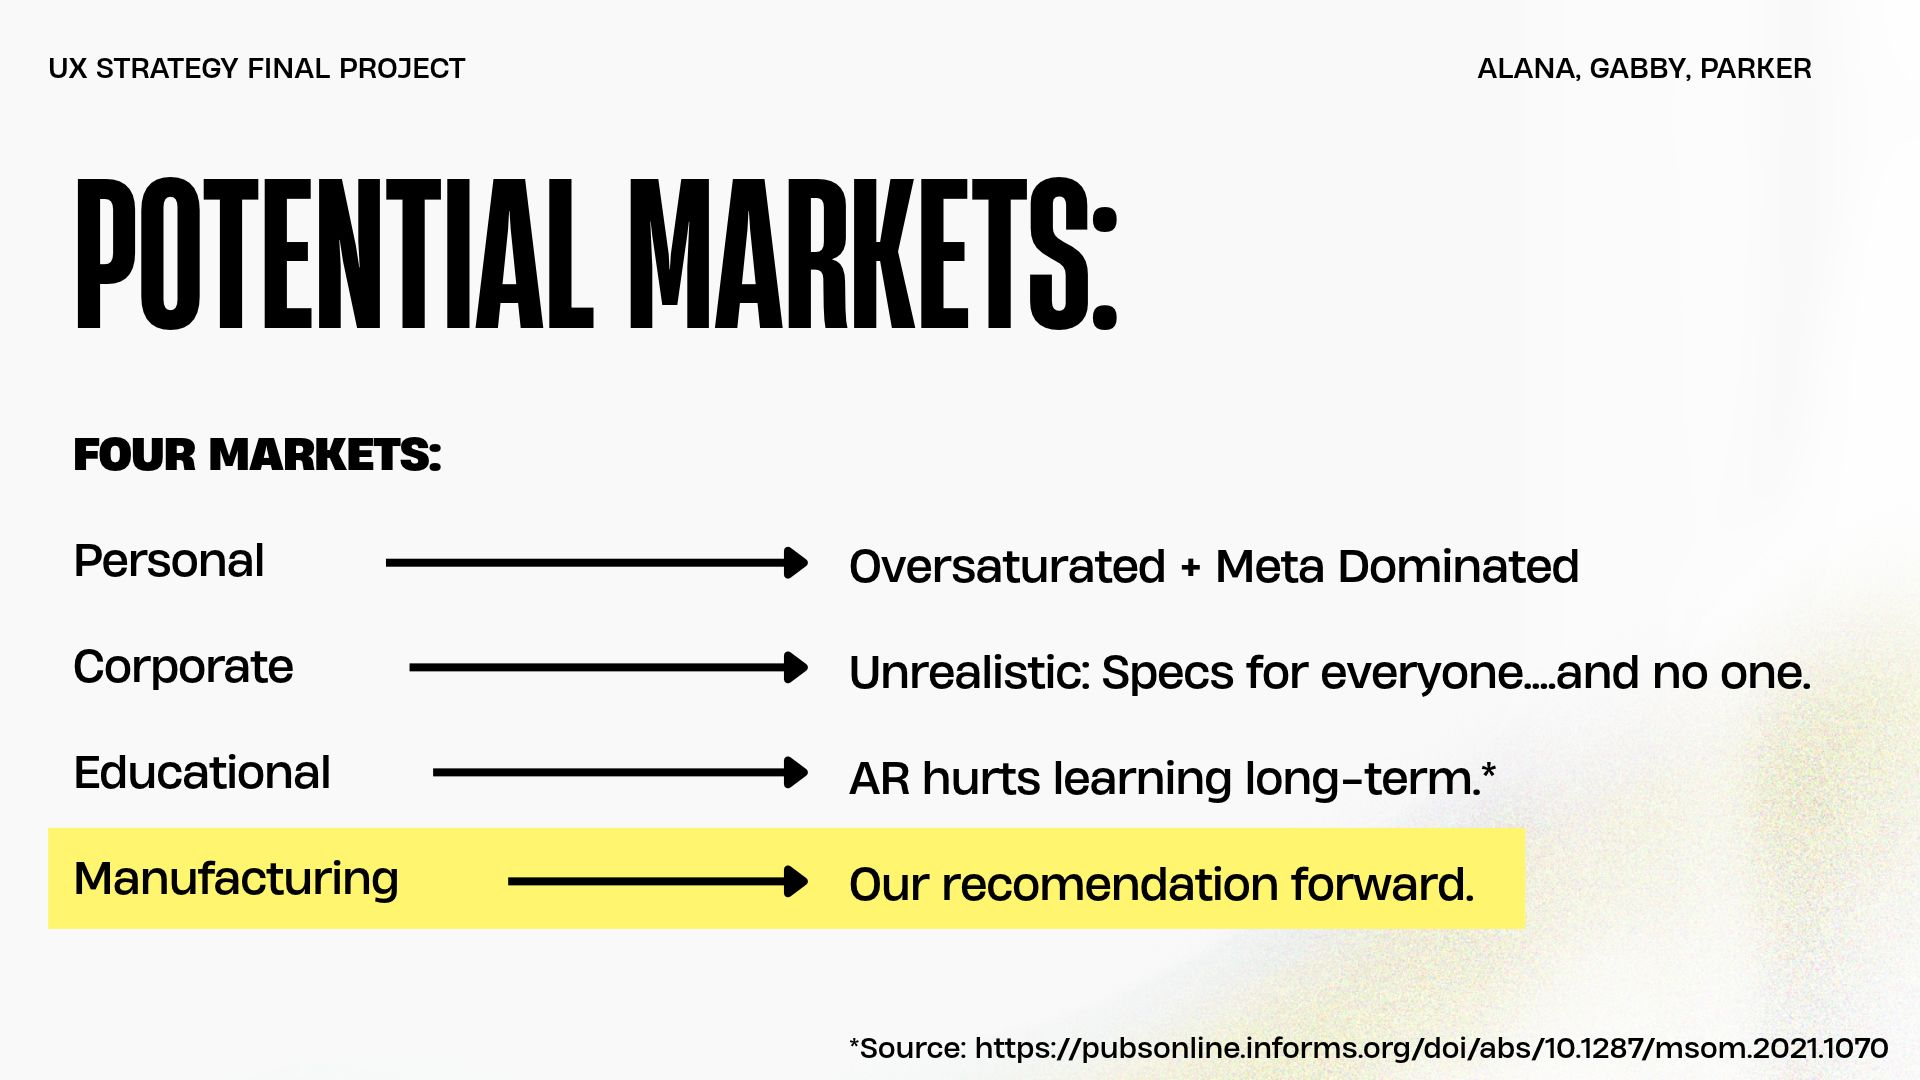 UX STRATEGY FINAL PROJECT
ALANA, GABBY, PARKER
POTENTIAL MARKETS:
FOUR MARKETS:
Personal
Oversaturated + Meta Dominated
Corporate
Unrealistic: Specs for everyone....and no one.
Educational
AR hurts learning long-term.*
Manufacturing
Our recomendation forward.
*Source: https://pubsonline.informs.org/doi/abs/10.1287/msom.2021.1070